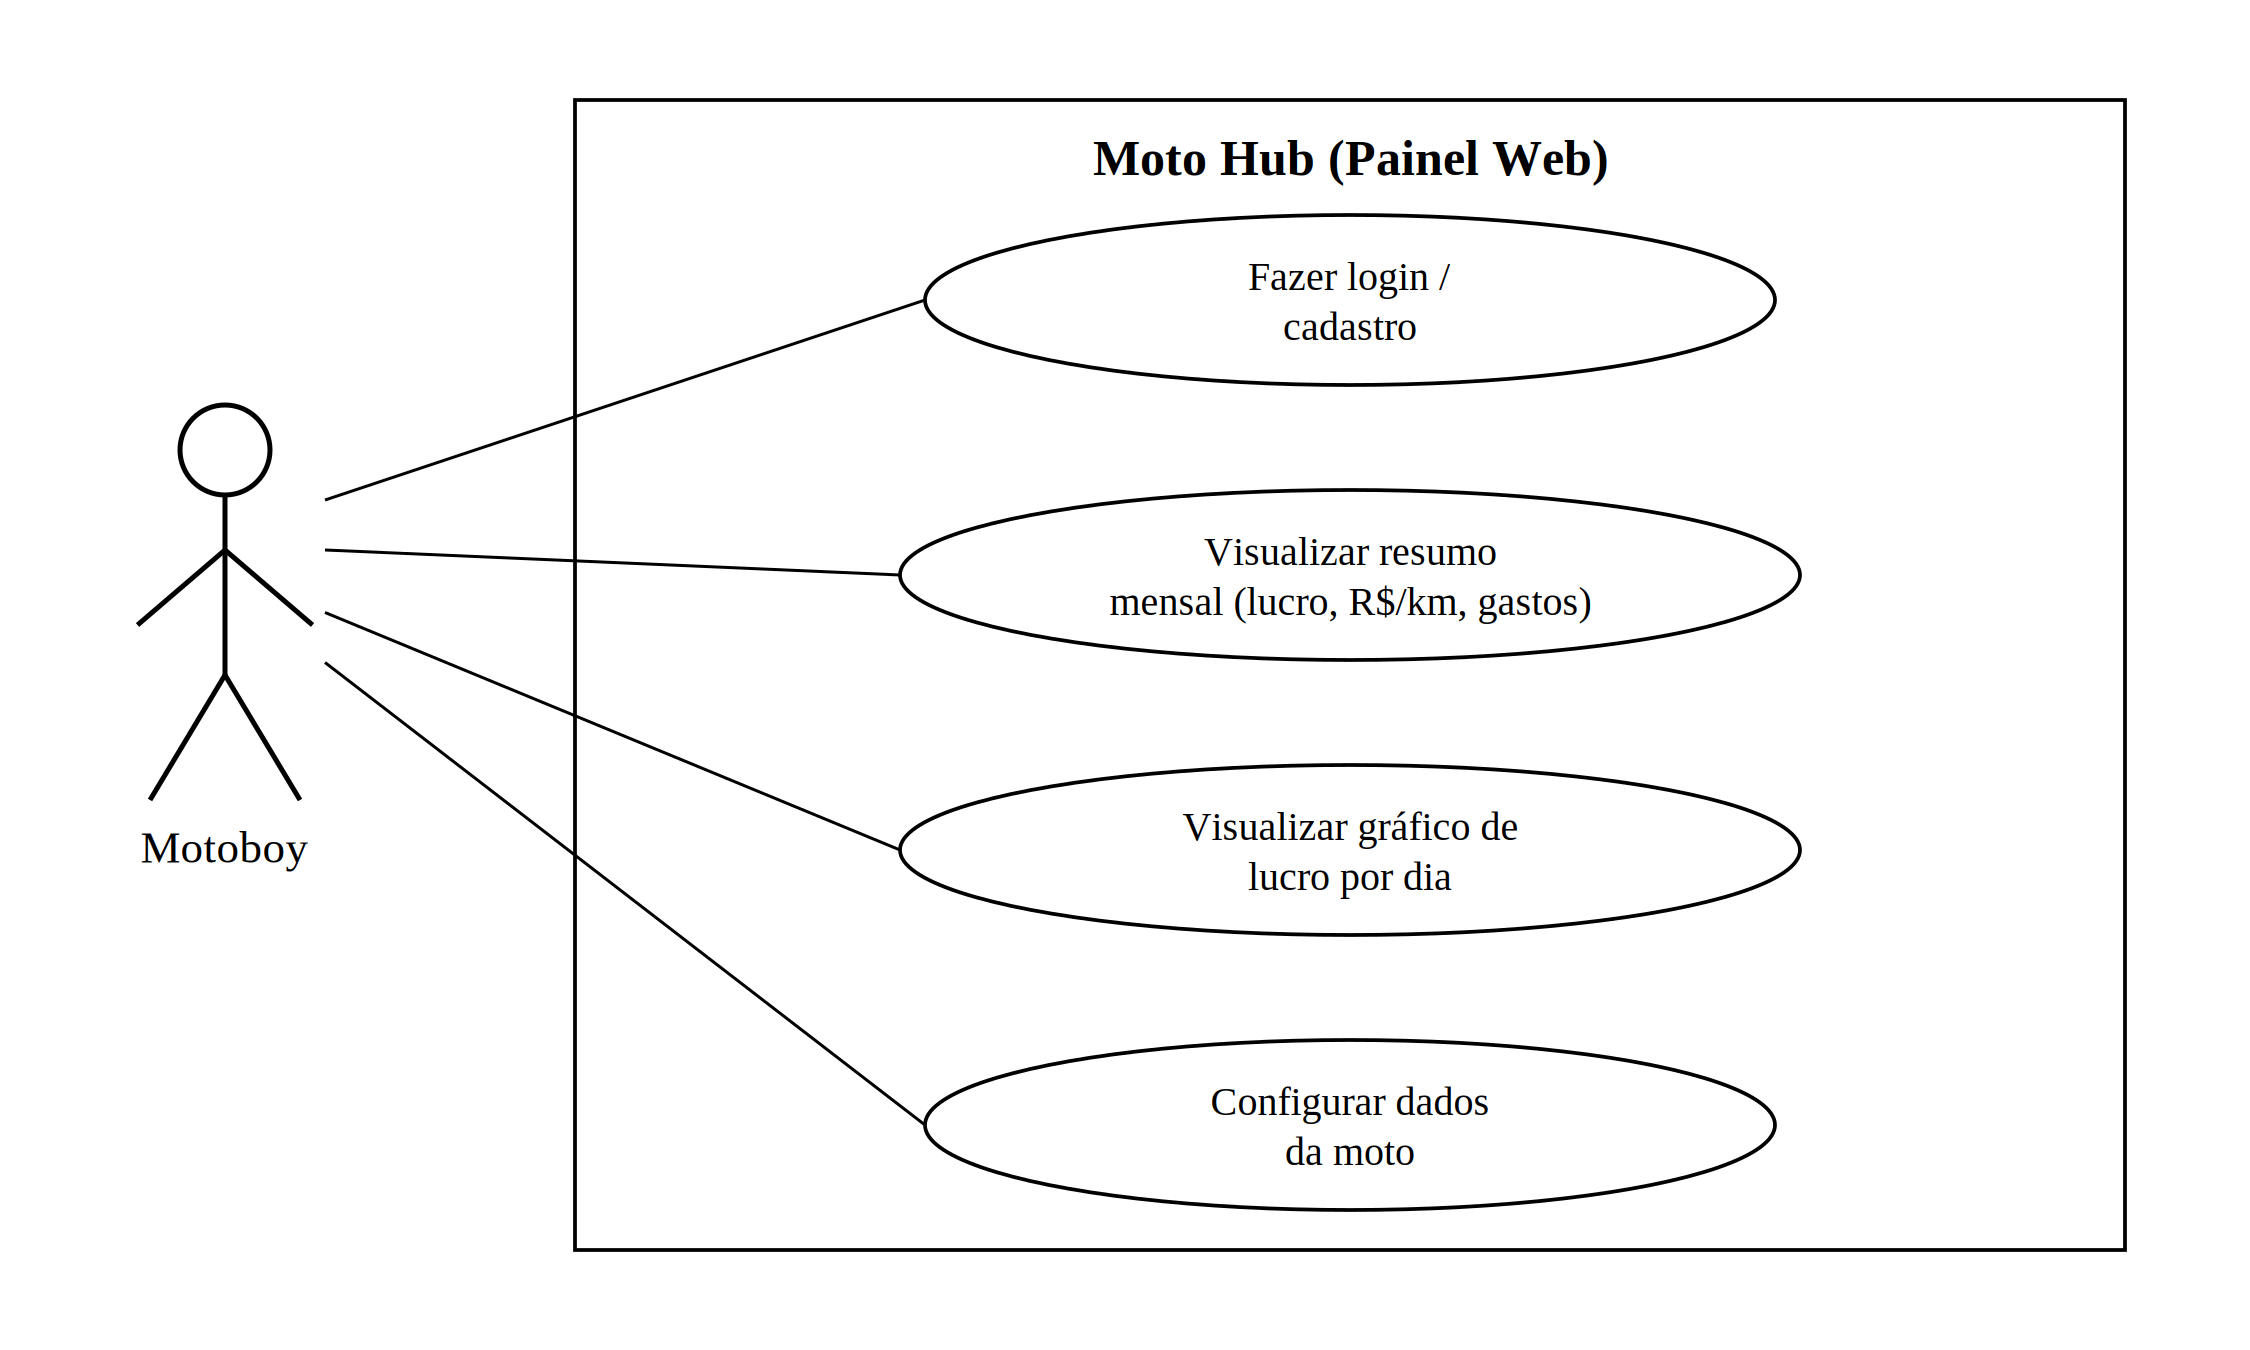 Moto Hub (Painel Web)
Fazer login /
cadastro
Visualizar resumo
mensal (lucro, R$/km, gastos)
Visualizar gráfico de
lucro por dia
Motoboy
Configurar dados
da moto